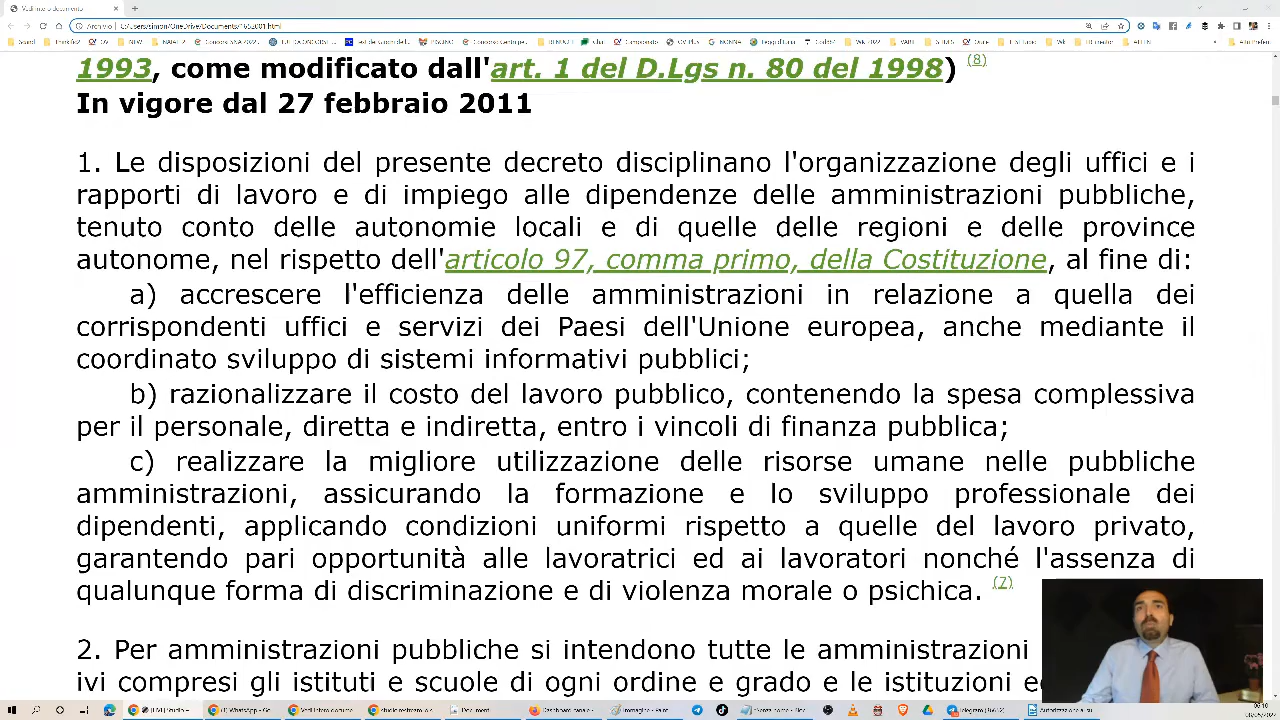 Archivio | C:/Users/simon/OneDrive/Documents/1652001.html
1993, come modificato dall'art. 1 del D.Lgs n. 80 del 1998) (8)
In vigore dal 27 febbraio 2011
1. Le disposizioni del presente decreto disciplinano l'organizzazione degli uffici e i
rapporti di lavoro e di impiego alle dipendenze delle amministrazioni pubbliche,
tenuto conto delle autonomie locali e di quelle delle regioni e delle province
autonome, nel rispetto dell'articolo 97, comma primo, della Costituzione, al fine di:
a) accrescere l'efficienza delle amministrazioni in relazione a quella dei
corrispondenti uffici e servizi dei Paesi dell'Unione europea, anche mediante il
coordinato sviluppo di sistemi informativi pubblici;
b) razionalizzare il costo del lavoro pubblico, contenendo la spesa complessiva
per il personale, diretta e indiretta, entro i vincoli di finanza pubblica;
c) realizzare la migliore utilizzazione delle risorse umane nelle pubbliche
amministrazioni, assicurando la formazione e lo sviluppo professionale dei
dipendenti, applicando condizioni uniformi rispetto a quelle del lavoro privato,
garantendo pari opportunità alle lavoratrici ed ai lavoratori nonché l'assenza di
qualunque forma di discriminazione e di violenza morale o psichica. (7)
2. Per amministrazioni pubbliche si intendono tutte le amministrazioni
ivi compresi gli istituti e scuole di ogni ordine e grado e le istituzioni